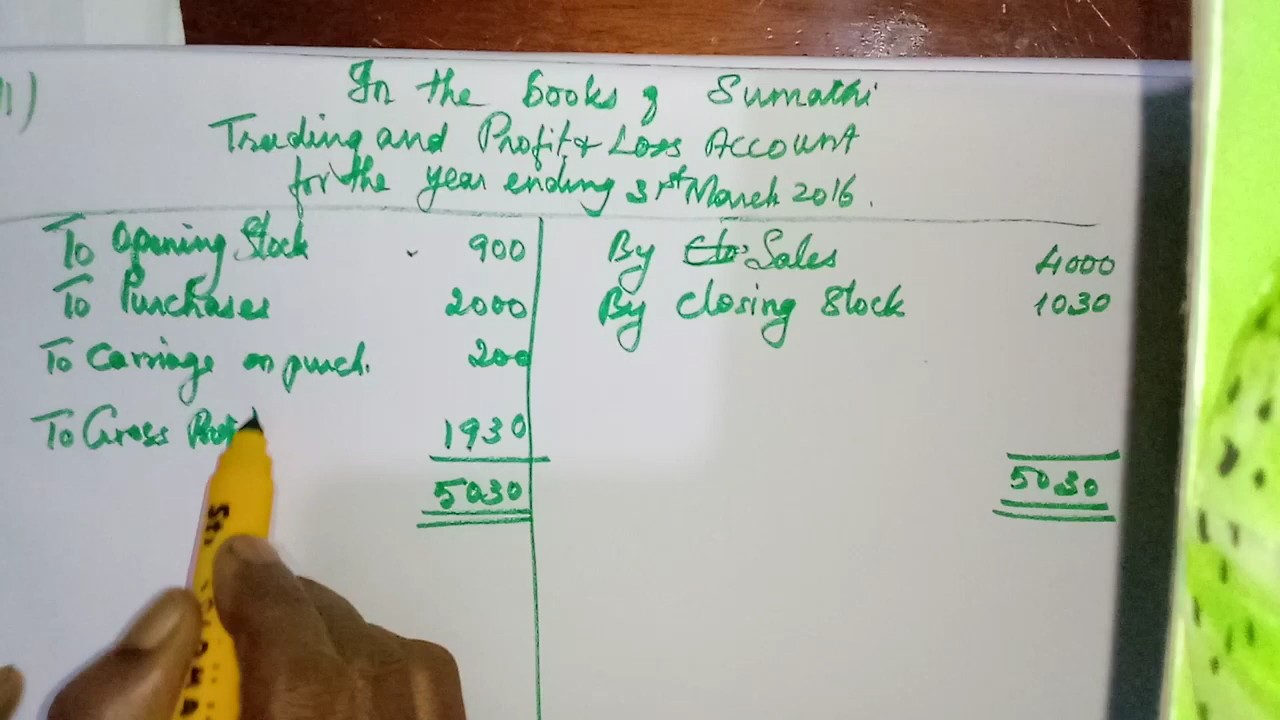 11)
In the books of Sumathi
Trading and Profit & Loss Account
for the year ending 31st March 2016.
To Opening Stock 900 By Sales 4000
To Purchases 2000 By Closing Stock 1030
To Carriage on purch. 200
To Gross Prof 1930
5030 5030